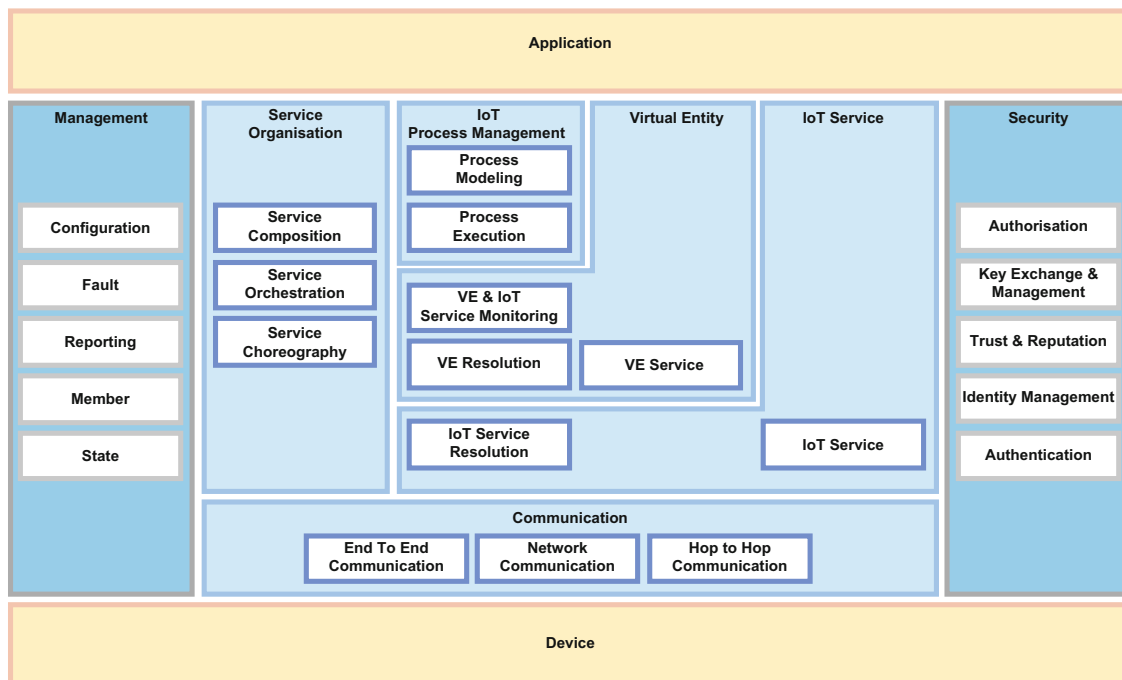 Application
Management
Configuration
Fault
Reporting
Member
State
Service
Organisation
Service
Composition
Service
Orchestration
Service
Choreography
IoT
Process Management
Process
Modeling
Process
Execution
Virtual Entity
VE & IoT
Service Monitoring
VE Resolution
VE Service
IoT Service
IoT Service
Resolution
IoT Service
Communication
End To End
Communication
Network
Communication
Hop to Hop
Communication
Security
Authorisation
Key Exchange &
Management
Trust & Reputation
Identity Management
Authentication
Device